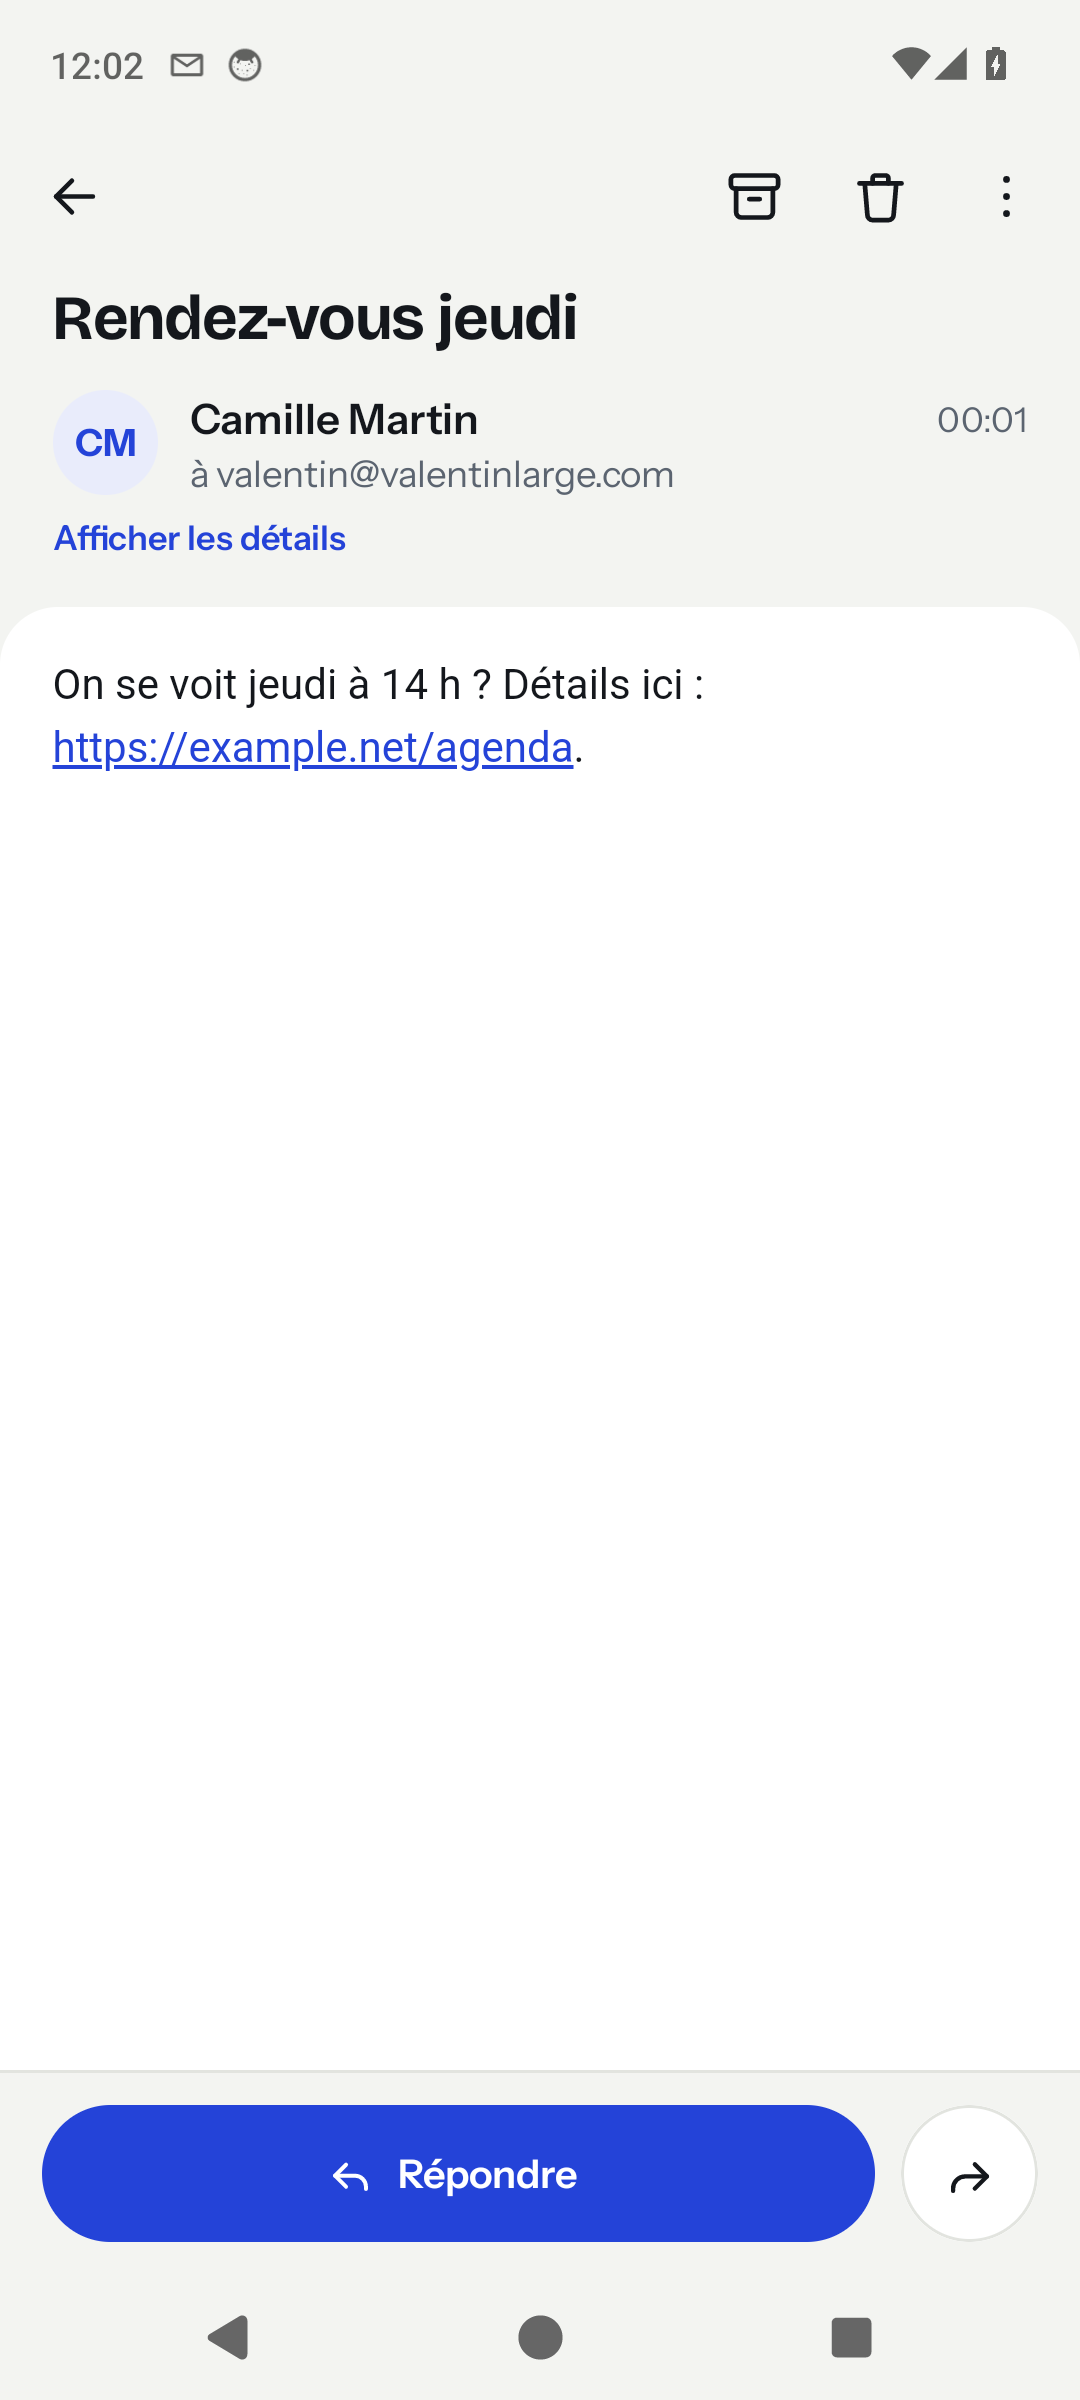 12:02
Rendez-vous jeudi
CM
Camille Martin
00:01
à valentin@valentinlarge.com
Afficher les détails
On se voit jeudi à 14 h ? Détails ici :
https://example.net/agenda.
Répondre